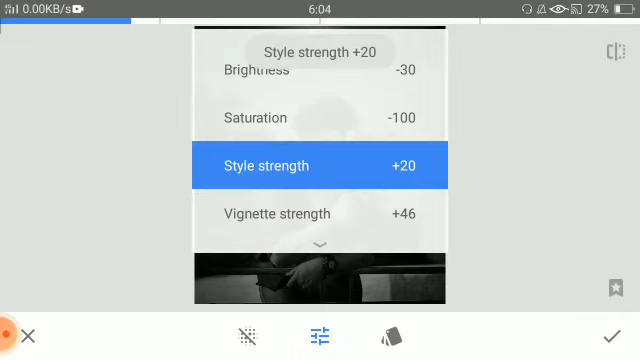 0.00KB/s 6:04 27%
Style strength +20
Brightness -30
Saturation -100
Style strength +20
Vignette strength +46